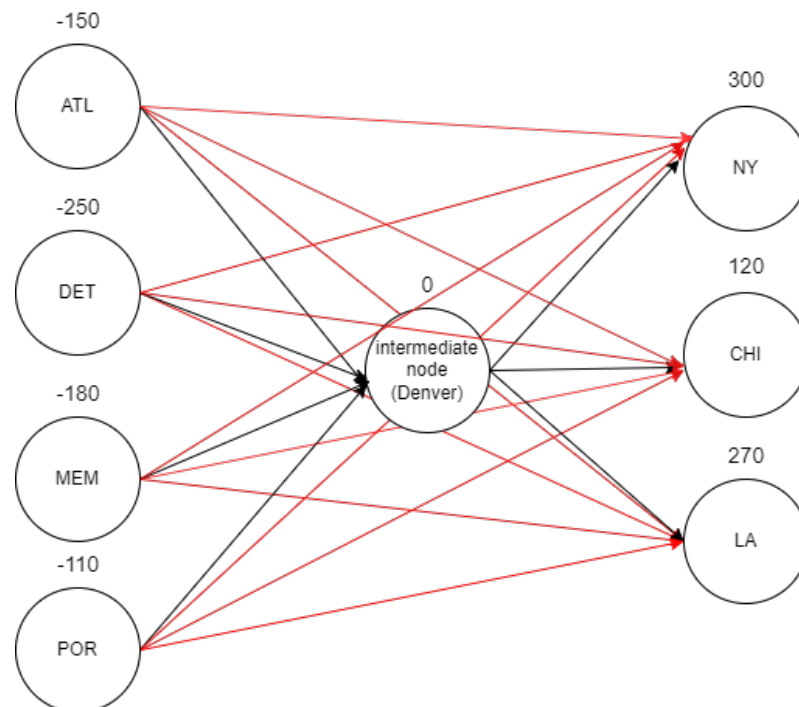 -150
ATL
-250
DET
-180
MEM
-110
POR
0
intermediate
node
(Denver)
300
NY
120
CHI
270
LA